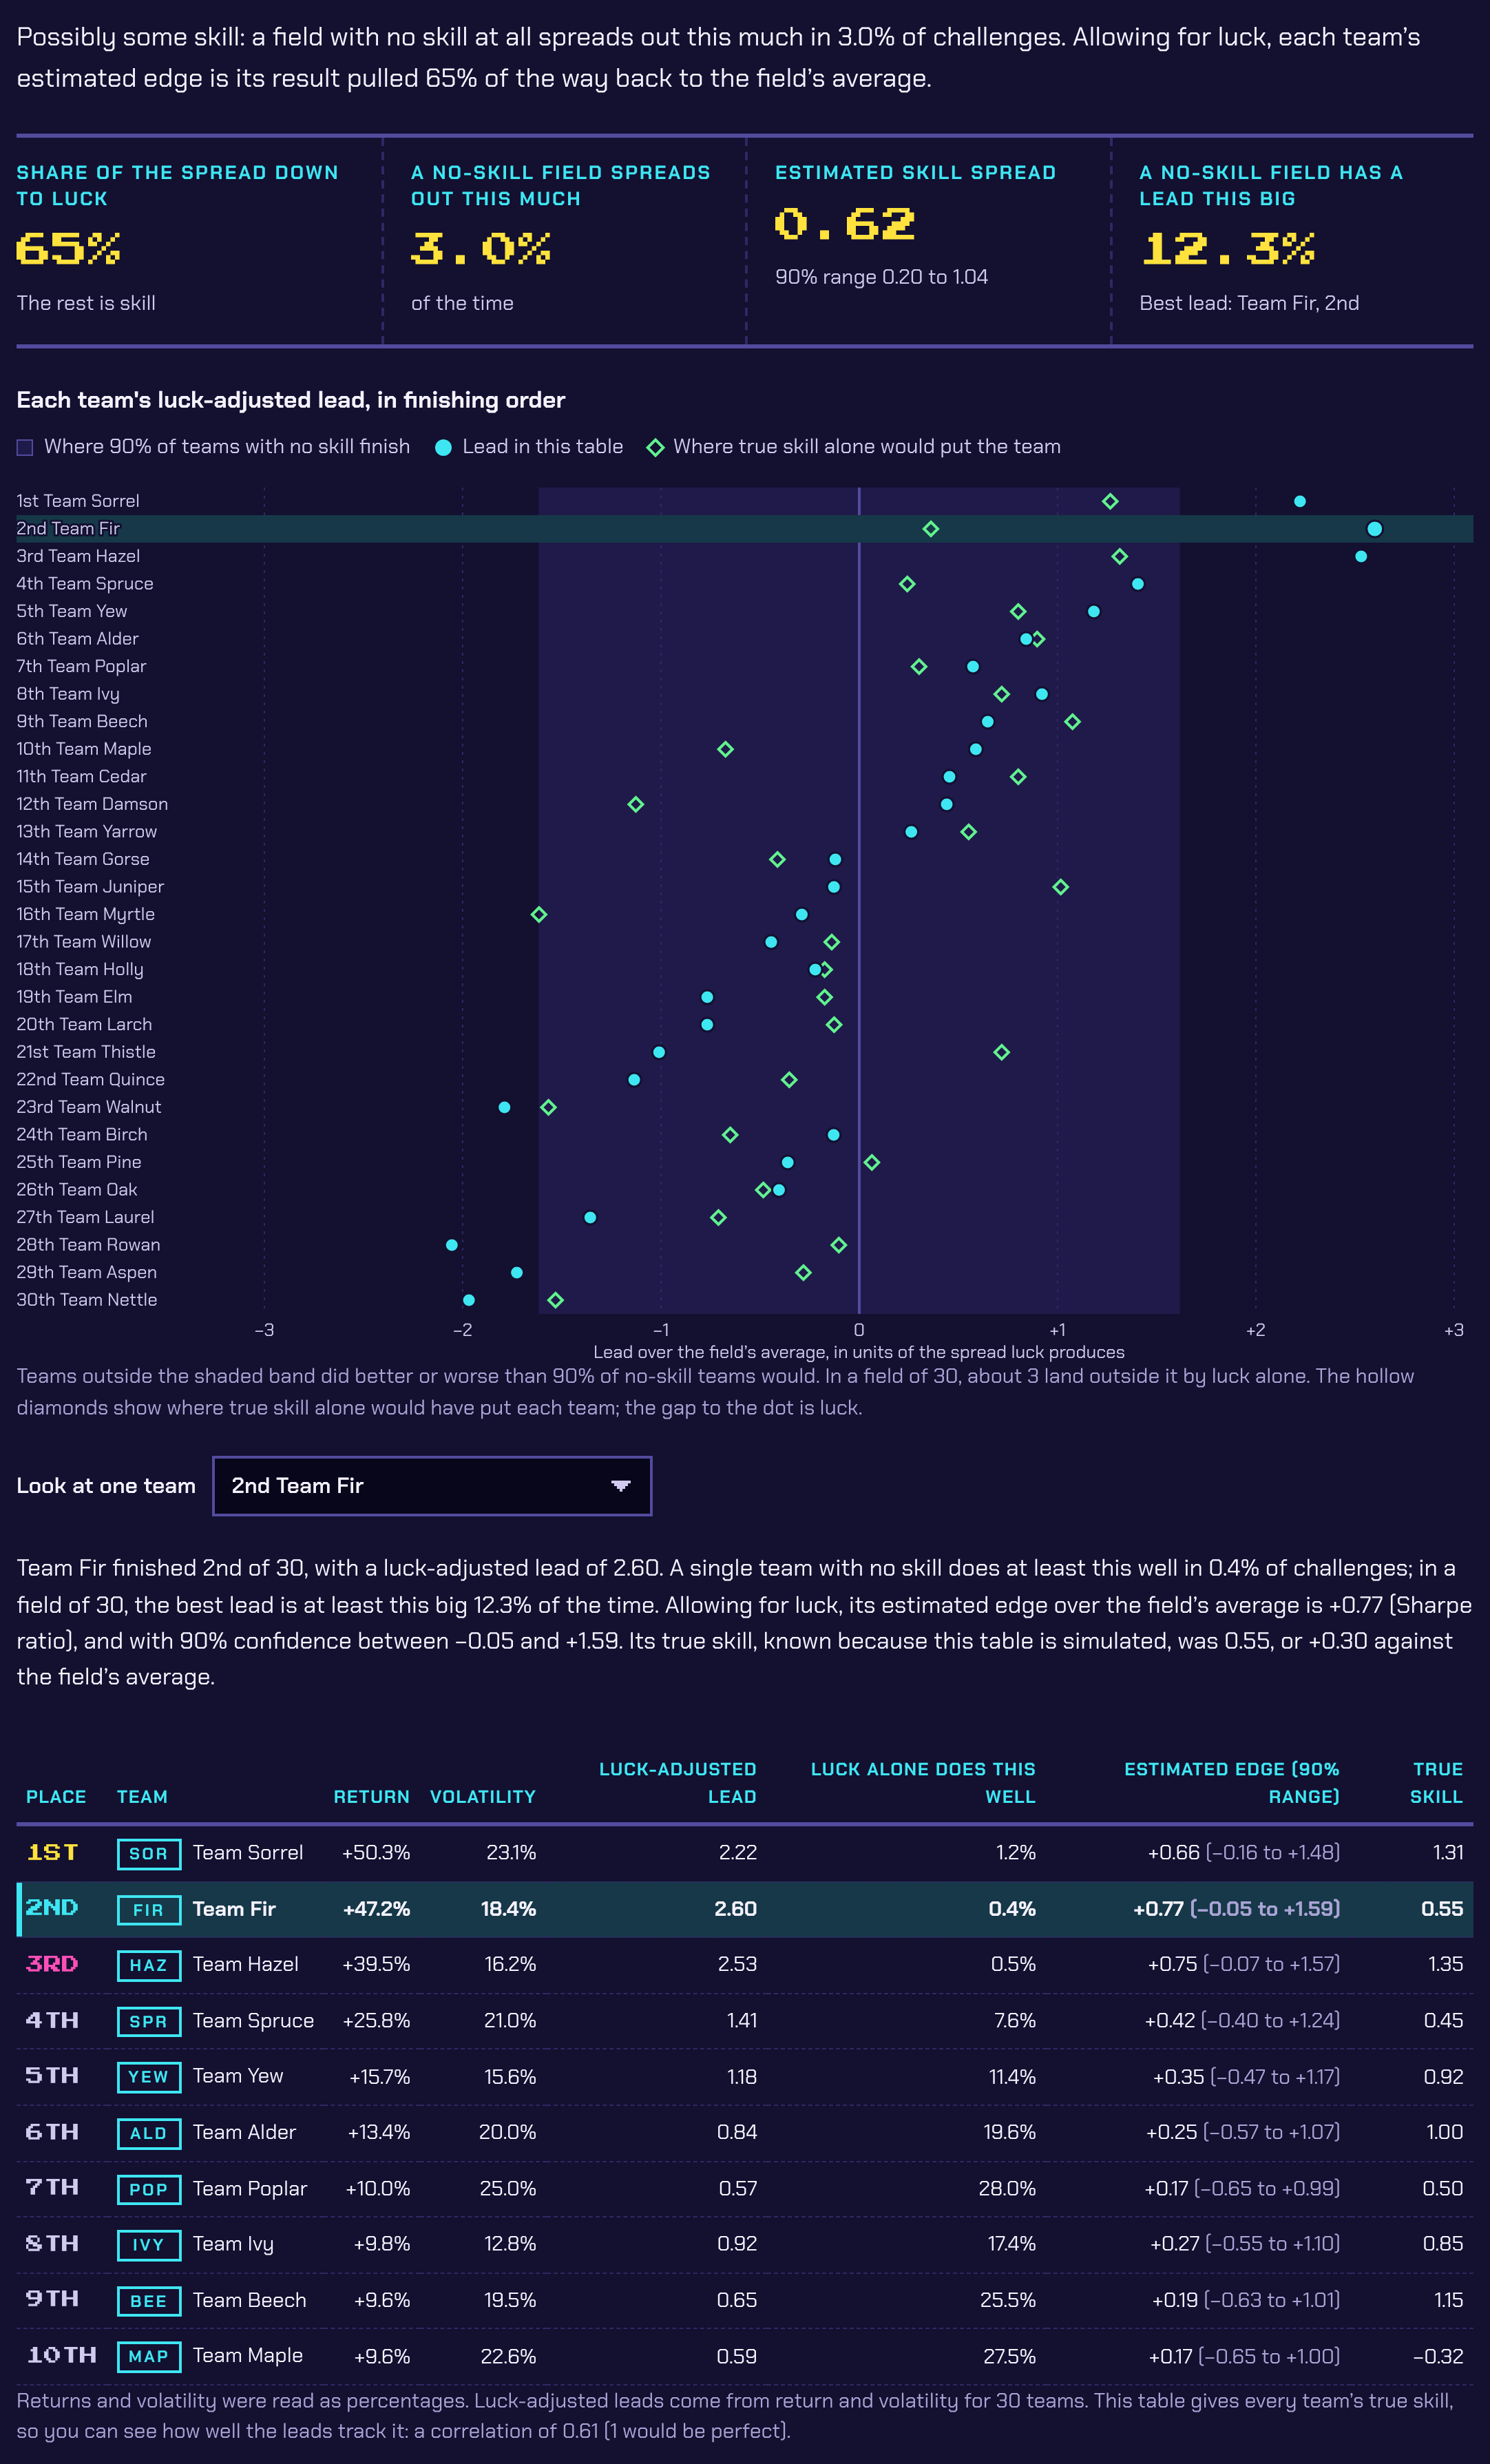 Possibly some skill: a field with no skill at all spreads out this much in 3.0% of challenges. Allowing for luck, each team's
estimated edge is its result pulled 65% of the way back to the field's average.
SHARE OF THE SPREAD DOWN
TO LUCK
65%
The rest is skill
A NO-SKILL FIELD SPREADS
OUT THIS MUCH
3.0%
of the time
ESTIMATED SKILL SPREAD
0.62
90% range 0.20 to 1.04
A NO-SKILL FIELD HAS A
LEAD THIS BIG
12.3%
Best lead: Team Fir, 2nd
Each team's luck-adjusted lead, in finishing order
Where 90% of teams with no skill finish Lead in this table Where true skill alone would put the team
1st Team Sorrel
2nd Team Fir
3rd Team Hazel
4th Team Spruce
5th Team Yew
6th Team Alder
7th Team Poplar
8th Team Ivy
9th Team Beech
10th Team Maple
11th Team Cedar
12th Team Damson
13th Team Yarrow
14th Team Gorse
15th Team Juniper
16th Team Myrtle
17th Team Willow
18th Team Holly
19th Team Elm
20th Team Larch
21st Team Thistle
22nd Team Quince
23rd Team Walnut
24th Team Birch
25th Team Pine
26th Team Oak
27th Team Laurel
28th Team Rowan
29th Team Aspen
30th Team Nettle
−3 −2 −1 0 +1 +2 +3
Lead over the field's average, in units of the spread luck produces
Teams outside the shaded band did better or worse than 90% of no-skill teams would. In a field of 30, about 3 land outside it by luck alone. The hollow
diamonds show where true skill alone would have put each team; the gap to the dot is luck.
Look at one team 2nd Team Fir
Team Fir finished 2nd of 30, with a luck-adjusted lead of 2.60. A single team with no skill does at least this well in 0.4% of challenges; in a
field of 30, the best lead is at least this big 12.3% of the time. Allowing for luck, its estimated edge over the field's average is +0.77 (Sharpe
ratio), and with 90% confidence between −0.05 and +1.59. Its true skill, known because this table is simulated, was 0.55, or +0.30 against
the field's average.
PLACE TEAM RETURN VOLATILITY LUCK-ADJUSTED LEAD LUCK ALONE DOES THIS WELL ESTIMATED EDGE (90% RANGE) TRUE SKILL
1ST SOR Team Sorrel +50.3% 23.1% 2.22 1.2% +0.66 (−0.16 to +1.48) 1.31
2ND FIR Team Fir +47.2% 18.4% 2.60 0.4% +0.77 (−0.05 to +1.59) 0.55
3RD HAZ Team Hazel +39.5% 16.2% 2.53 0.5% +0.75 (−0.07 to +1.57) 1.35
4TH SPR Team Spruce +25.8% 21.0% 1.41 7.6% +0.42 (−0.40 to +1.24) 0.45
5TH YEW Team Yew +15.7% 15.6% 1.18 11.4% +0.35 (−0.47 to +1.17) 0.92
6TH ALD Team Alder +13.4% 20.0% 0.84 19.6% +0.25 (−0.57 to +1.07) 1.00
7TH POP Team Poplar +10.0% 25.0% 0.57 28.0% +0.17 (−0.65 to +0.99) 0.50
8TH IVY Team Ivy +9.8% 12.8% 0.92 17.4% +0.27 (−0.55 to +1.10) 0.85
9TH BEE Team Beech +9.6% 19.5% 0.65 25.5% +0.19 (−0.63 to +1.01) 1.15
10TH MAP Team Maple +9.6% 22.6% 0.59 27.5% +0.17 (−0.65 to +1.00) −0.32
Returns and volatility were read as percentages. Luck-adjusted leads come from return and volatility for 30 teams. This table gives every team's true skill,
so you can see how well the leads track it: a correlation of 0.61 (1 would be perfect).